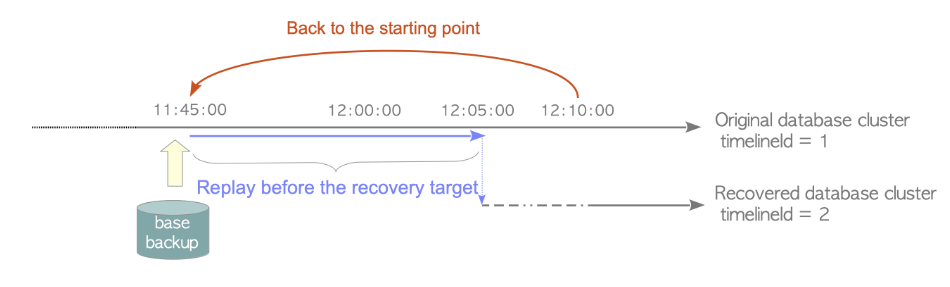 Back to the starting point
11:45:00
12:00:00
12:05:00
12:10:00
Original database cluster
timelineId = 1
Replay before the recovery target
Recovered database cluster
timelineId = 2
base
backup